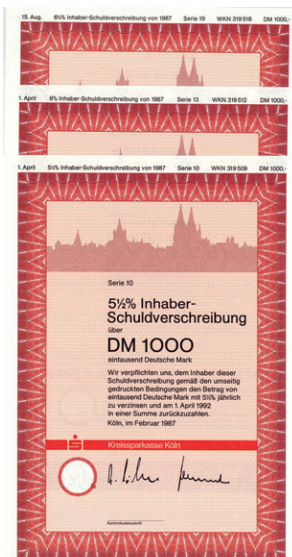 15. Aug. 6½% Inhaber-Schuldverschreibung von 1987 Serie 19 WKN 319 518 DM 1000,-
1. April 6% Inhaber-Schuldverschreibung von 1987 Serie 13 WKN 319 512 DM 1000,-
1. April 5½% Inhaber-Schuldverschreibung von 1987 Serie 10 WKN 319 509 DM 1000,-
Serie 10
5½% Inhaber-
Schuldverschreibung
über
DM 1000
eintausend Deutsche Mark
Wir verpflichten uns, dem Inhaber dieser
Schuldverschreibung gemäß den umseitig
gedruckten Bedingungen den Betrag von
eintausend Deutsche Mark mit 5½% jährlich
zu verzinsen und am 1. April 1992
in einer Summe zurückzuzahlen.
Köln, im Februar 1987
Kreissparkasse Köln
Kontrollunterschrift